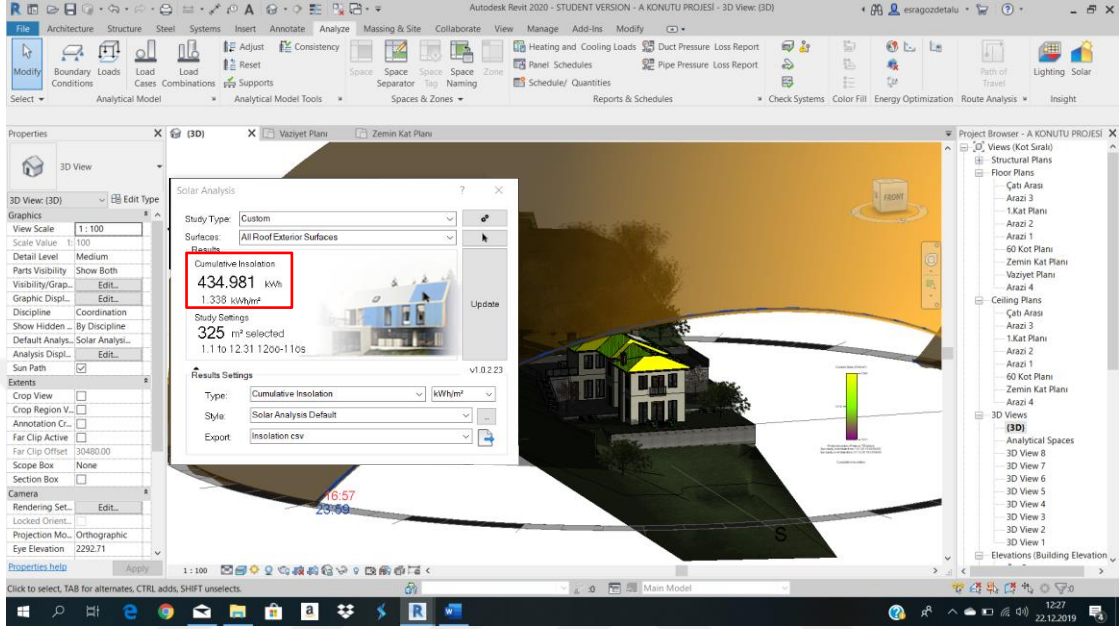 Autodesk Revit 2020 - STUDENT VERSION - A KONUTU PROJESİ - 3D View: {3D}
esragozdetalu
File Architecture Structure Steel Systems Insert Annotate Analyze Massing & Site Collaborate View Manage Add-Ins Modify
Modify
Boundary Conditions
Loads
Load Cases
Load Combinations
Adjust
Reset
Supports
Consistency
Space
Space Separator
Space Tag
Space Naming
Zone
Heating and Cooling Loads
Panel Schedules
Schedule/ Quantities
Duct Pressure Loss Report
Pipe Pressure Loss Report
Path of Travel
Lighting
Solar
Select
Analytical Model
Analytical Model Tools
Spaces & Zones
Reports & Schedules
Check Systems
Color Fill
Energy Optimization
Route Analysis
Insight
Properties
3D View
3D View: {3D}
Edit Type
Graphics
View Scale 1 : 100
Scale Value 1: 100
Detail Level Medium
Parts Visibility Show Both
Visibility/Grap... Edit...
Graphic Displ... Edit...
Discipline Coordination
Show Hidden ... By Discipline
Default Analys... Solar Analysi...
Analysis Displ... Edit...
Sun Path
Extents
Crop View
Crop Region V...
Annotation Cr...
Far Clip Active
Far Clip Offset 30480.00
Scope Box None
Section Box
Camera
Rendering Set... Edit...
Locked Orient...
Projection Mo... Orthographic
Eye Elevation 2292.71
Properties help
Apply
{3D}
Vaziyet Planı
Zemin Kat Planı
Solar Analysis
Study Type: Custom
Surfaces: All Roof Exterior Surfaces
Results
Cumulative Insolation
434.981 kWh
1.338 kWh/m²
Study Settings
325 m² selected
1.1 to 12.31 12öö-11ös
Update
v1.0.2.23
Results Settings
Type: Cumulative Insolation kWh/m²
Style: Solar Analysis Default
Export Insolation csv
FRONT
16:57
23:59
S
Project Browser - A KONUTU PROJESİ
Views (Kot Sıralı)
Structural Plans
Floor Plans
Çatı Arası
Arazi 3
1.Kat Planı
Arazi 2
Arazi 1
60 Kot Planı
Zemin Kat Planı
Vaziyet Planı
Arazi 4
Ceiling Plans
Çatı Arası
Arazi 3
1.Kat Planı
Arazi 2
Arazi 1
60 Kot Planı
Zemin Kat Planı
Arazi 4
3D Views
{3D}
Analytical Spaces
3D View 8
3D View 7
3D View 6
3D View 5
3D View 4
3D View 3
3D View 2
3D View 1
Elevations (Building Elevation
1 : 100
Click to select, TAB for alternates, CTRL adds, SHIFT unselects.
:0
Main Model
:0
12:27
22.12.2019